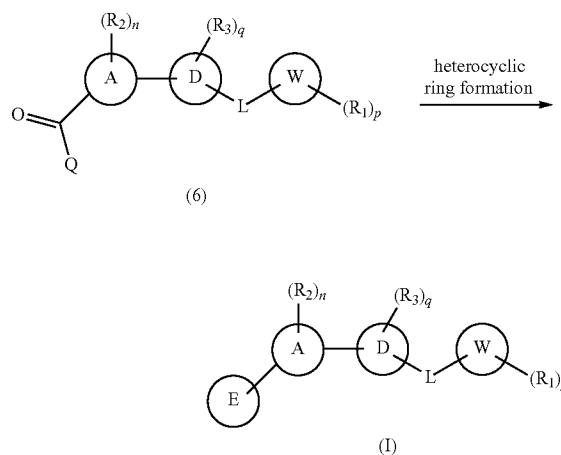 (R₂)ₙ
(R₃)q
A
D
W
L
(R₁)ₚ
O
Q
heterocyclic
ring formation
(6)
(R₂)ₙ
(R₃)q
A
D
W
L
(R₁)
E
(I)